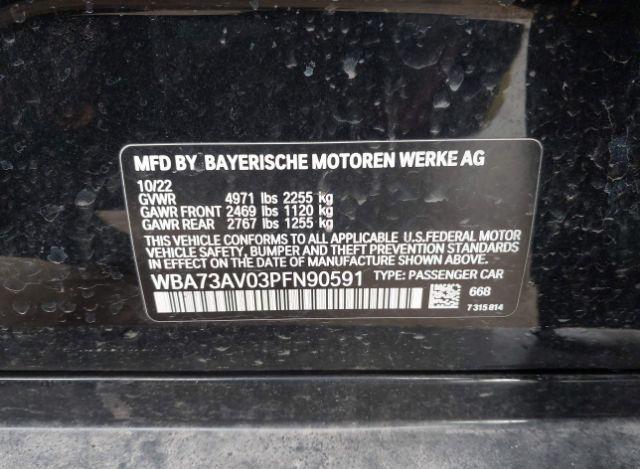 MFD BY BAYERISCHE MOTOREN WERKE AG
10/22
GVWR 4971 lbs 2255 kg
GAWR FRONT 2469 lbs 1120 kg
GAWR REAR 2767 lbs 1255 kg
THIS VEHICLE CONFORMS TO ALL APPLICABLE U.S.FEDERAL MOTOR
VEHICLE SAFETY, BUMPER AND THEFT PREVENTION STANDARDS
IN EFFECT ON THE DATE OF MANUFACTURE SHOWN ABOVE.
WBA73AV03PFN90591 TYPE: PASSENGER CAR
668
7 315 814